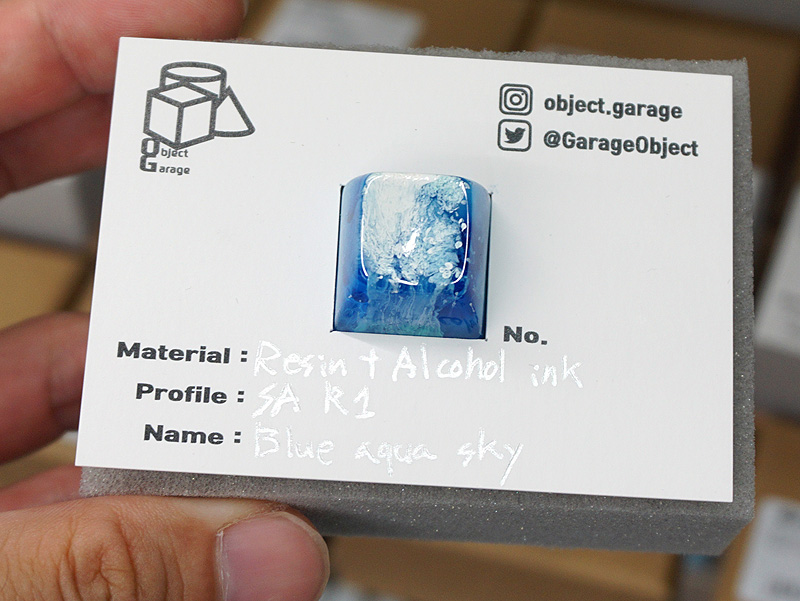 Object
Garage
object.garage
@GarageObject
No.
Material : Resin + Alcohol ink
Profile : SA R1
Name : Blue aqua sky